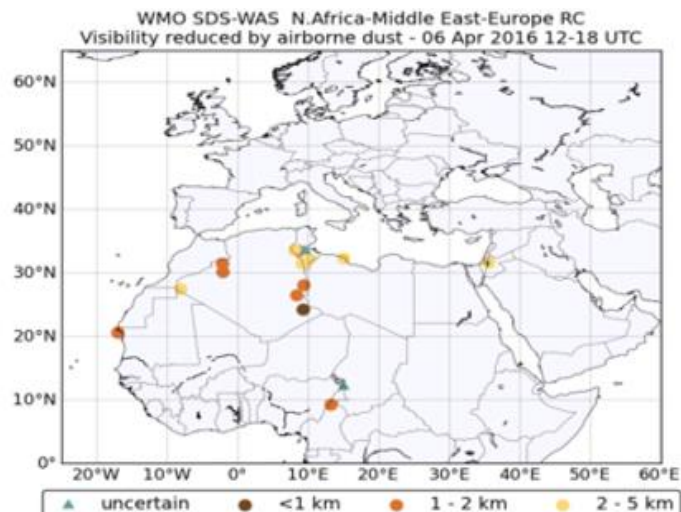 WMO SDS-WAS N.Africa-Middle East-Europe RC
Visibility reduced by airborne dust - 06 Apr 2016 12-18 UTC
60°N
50°N
40°N
30°N
20°N
10°N
0°
20°W 10°W 0° 10°E 20°E 30°E 40°E 50°E 60°E
uncertain <1 km 1 - 2 km 2 - 5 km